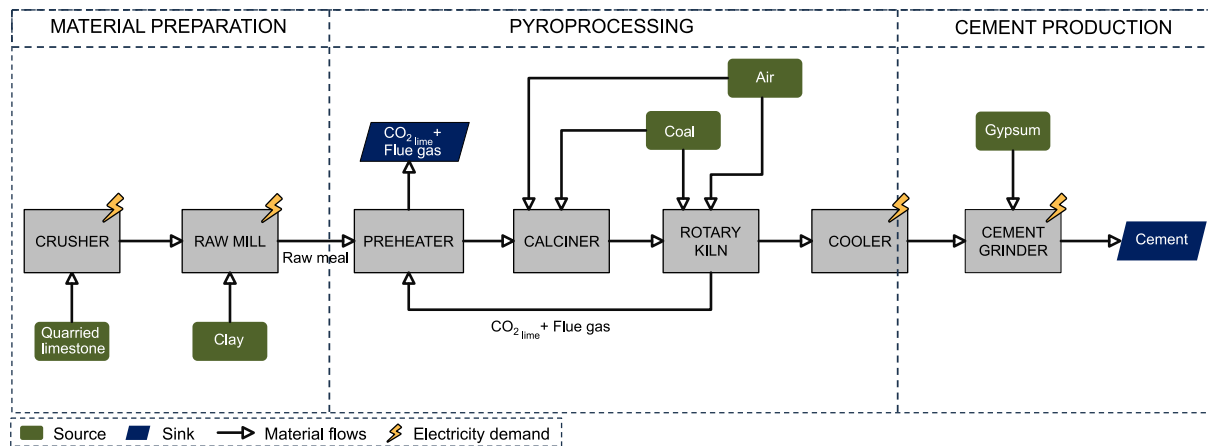 MATERIAL PREPARATION
PYROPROCESSING
CEMENT PRODUCTION
Air
CO2 lime +
Flue gas
Coal
Gypsum
CRUSHER
RAW MILL
Raw meal
PREHEATER
CALCINER
ROTARY
KILN
COOLER
CEMENT
GRINDER
Cement
Quarried
limestone
Clay
CO2 lime + Flue gas
Source
Sink
Material flows
Electricity demand